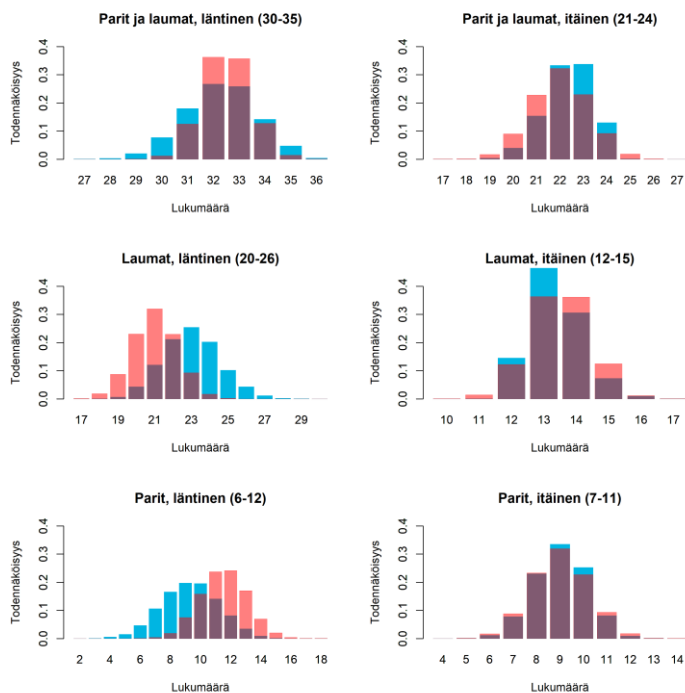 Parit ja laumat, läntinen (30-35)
Todennäköisyys
0.0 0.1 0.2 0.3 0.4
27 28 29 30 31 32 33 34 35 36
Lukumäärä
Parit ja laumat, itäinen (21-24)
Todennäköisyys
0.0 0.1 0.2 0.3 0.4
17 18 19 20 21 22 23 24 25 26 27
Lukumäärä
Laumat, läntinen (20-26)
Todennäköisyys
0.0 0.1 0.2 0.3 0.4
17 19 21 23 25 27 29
Lukumäärä
Laumat, itäinen (12-15)
Todennäköisyys
0.0 0.1 0.2 0.3 0.4
10 11 12 13 14 15 16 17
Lukumäärä
Parit, läntinen (6-12)
Todennäköisyys
0.0 0.1 0.2 0.3 0.4
2 4 6 8 10 12 14 16 18
Lukumäärä
Parit, itäinen (7-11)
Todennäköisyys
0.0 0.1 0.2 0.3 0.4
4 5 6 7 8 9 10 11 12 13 14
Lukumäärä